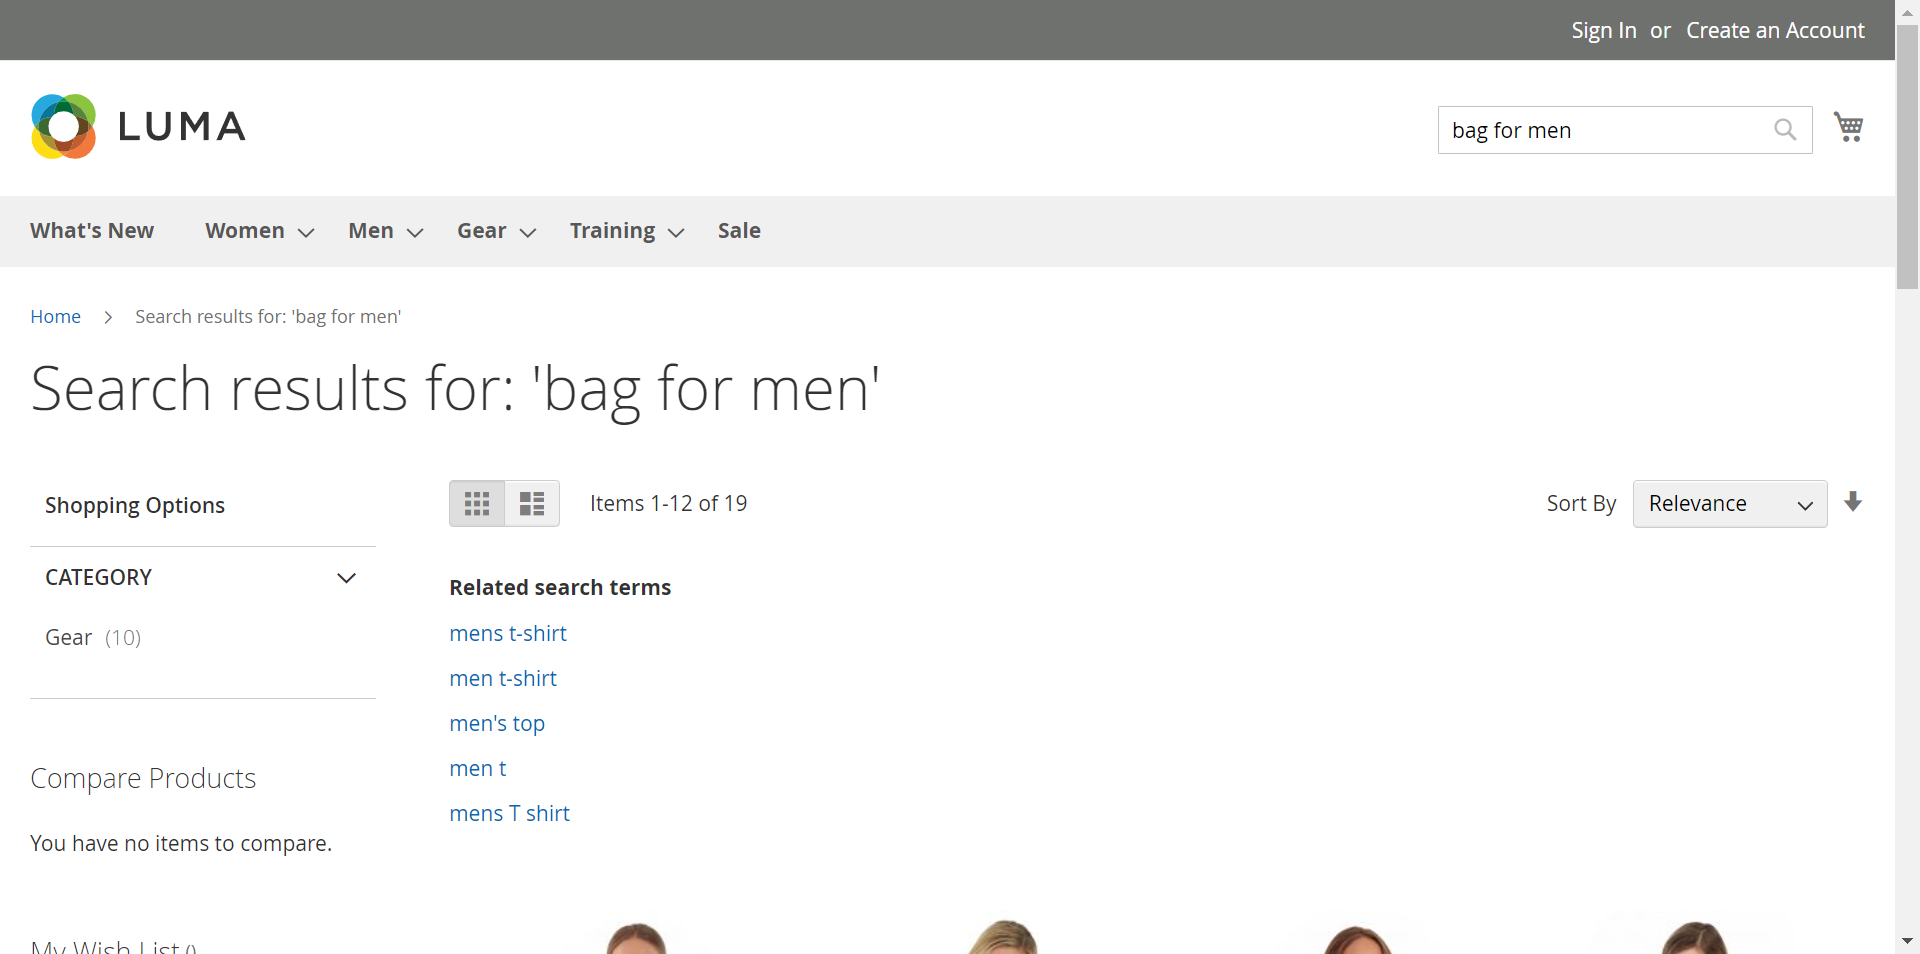 Sign In or Create an Account
LUMA
bag for men
What's New Women Men Gear Training Sale
Home Search results for: 'bag for men'
Search results for: 'bag for men'
Shopping Options
Items 1-12 of 19
Sort By Relevance
CATEGORY
Gear (10)
Related search terms
mens t-shirt
men t-shirt
men's top
men t
mens T shirt
Compare Products
You have no items to compare.
My Wish List ()